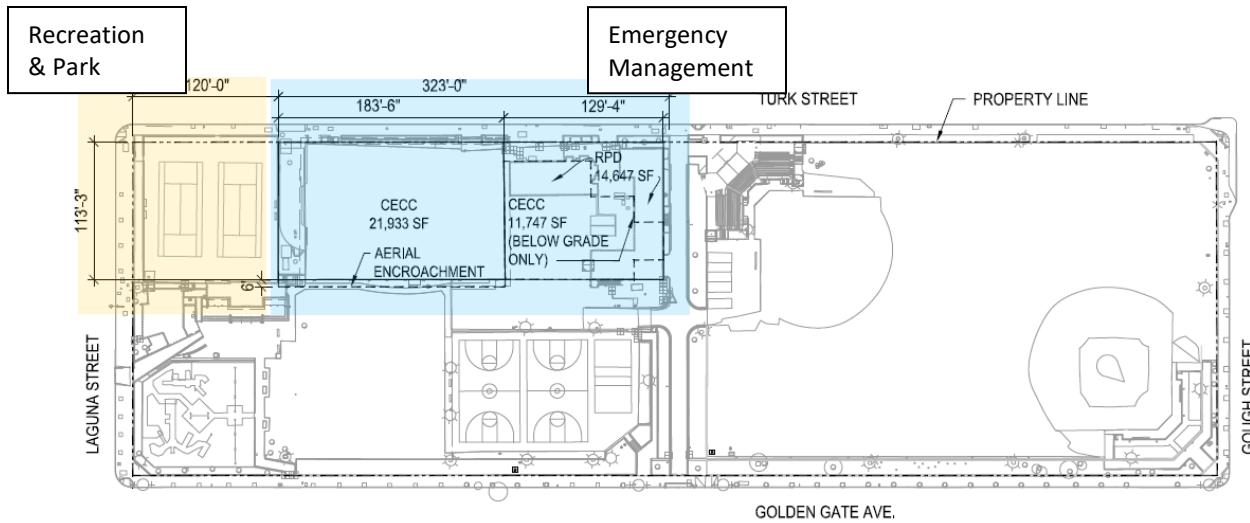 Recreation
& Park
Emergency
Management
120'-0"
323'-0"
183'-6"
129'-4"
TURK STREET
PROPERTY LINE
113'-3"
RPD
14,647 SF
CECC
21,933 SF
CECC
11,747 SF
(BELOW GRADE
ONLY)
AERIAL
ENCROACHMENT
6'
LAGUNA STREET
GOUGH STREET
GOLDEN GATE AVE.